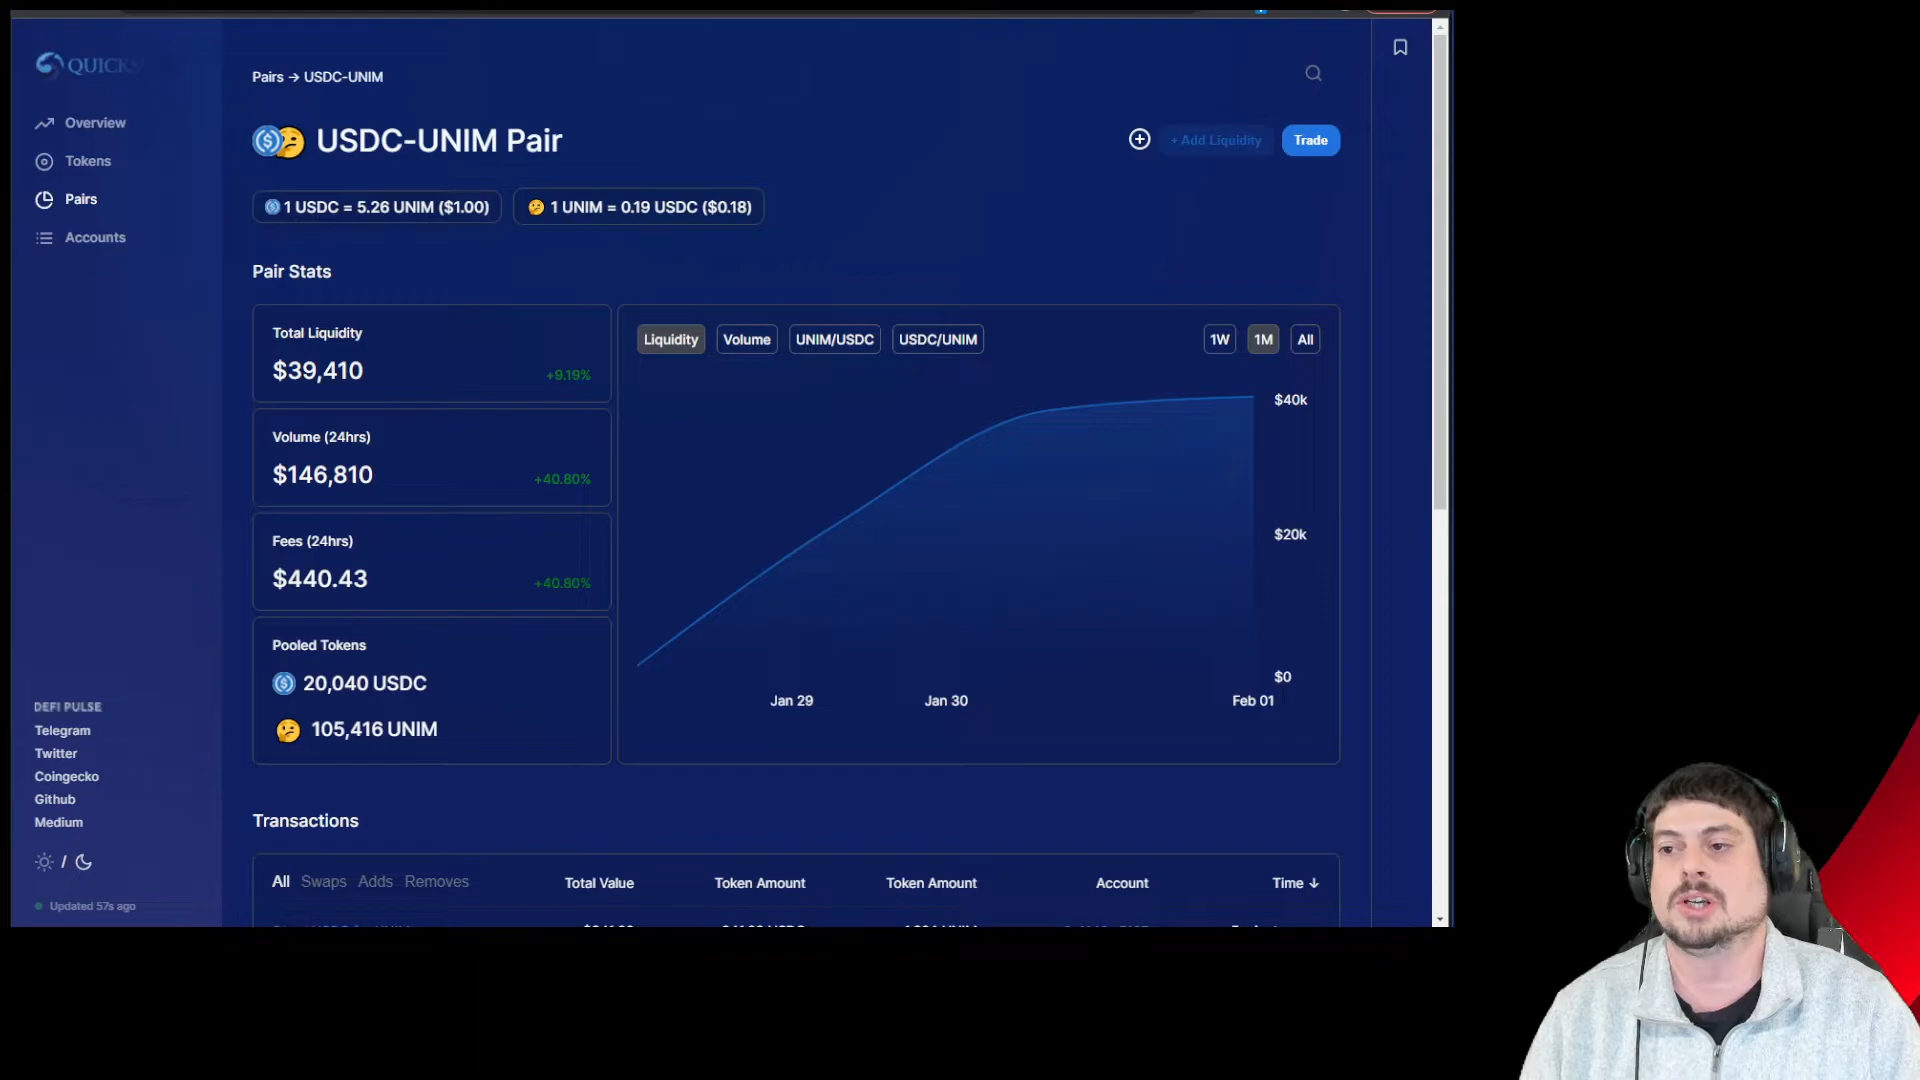 QUICKS
Pairs → USDC-UNIM
Overview
Tokens
Pairs
Accounts
USDC-UNIM Pair
+ Add Liquidity
Trade
1 USDC = 5.26 UNIM ($1.00)
1 UNIM = 0.19 USDC ($0.18)
Pair Stats
Total Liquidity
$39,410
+9.19%
Volume (24hrs)
$146,810
+40.80%
Fees (24hrs)
$440.43
+40.80%
Pooled Tokens
20,040 USDC
105,416 UNIM
Liquidity
Volume
UNIM/USDC
USDC/UNIM
1W
1M
All
$40k
$20k
$0
Jan 29
Jan 30
Feb 01
DEFI PULSE
Telegram
Twitter
Coingecko
Github
Medium
/
Updated 57s ago
Transactions
All Swaps Adds Removes
Total Value
Token Amount
Token Amount
Account
Time ↓